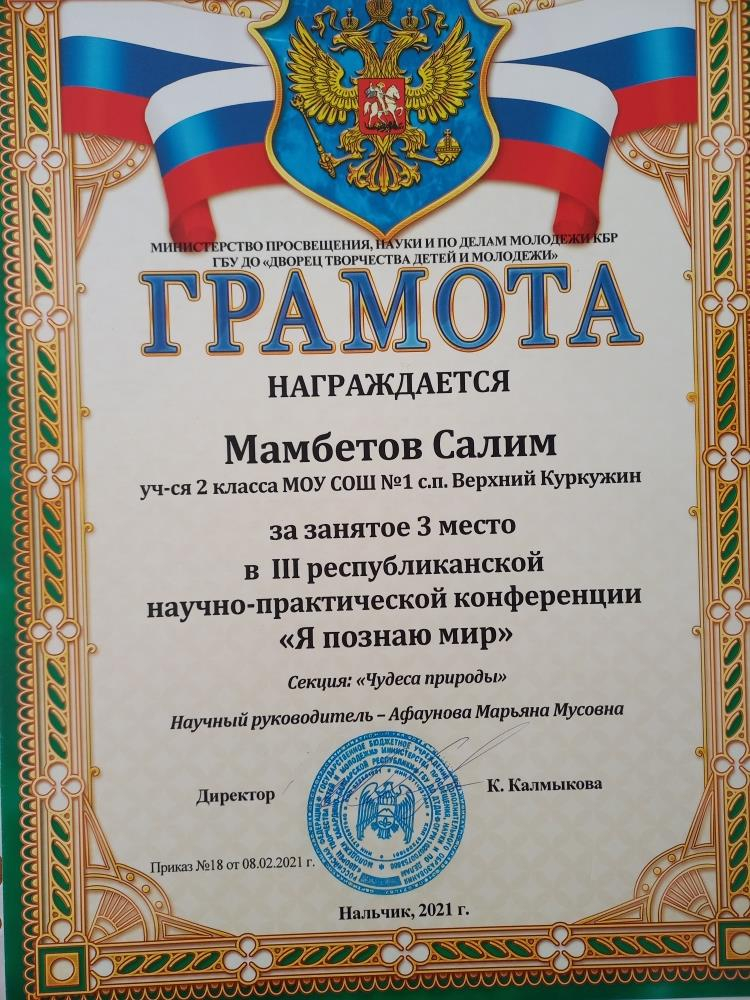 МИНИСТЕРСТВО ПРОСВЕЩЕНИЯ, НАУКИ И ПО ДЕЛАМ МОЛОДЕЖИ КБР
ГБУ ДО «ДВОРЕЦ ТВОРЧЕСТВА ДЕТЕЙ И МОЛОДЕЖИ»
ГРАМОТА
НАГРАЖДАЕТСЯ
Мамбетов Салим
уч-ся 2 класса МОУ СОШ №1 с.п. Верхний Куркужин
за занятое 3 место
в III республиканской
научно-практической конференции
«Я познаю мир»
Секция: «Чудеса природы»
Научный руководитель – Афаунова Марьяна Мусовна
Директор К. Калмыкова
Приказ №18 от 08.02.2021 г.
Нальчик, 2021 г.